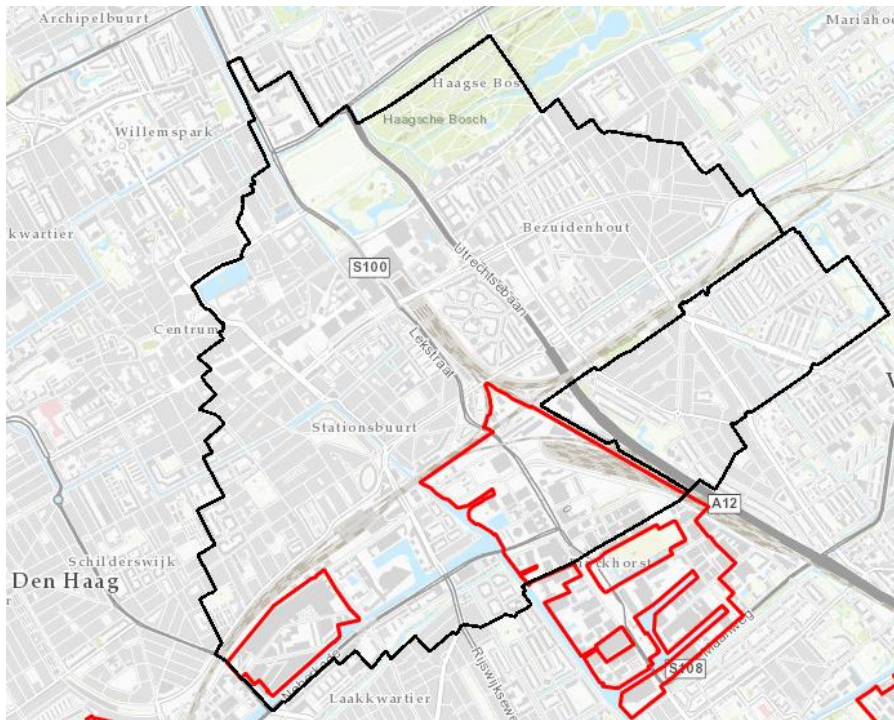 Archipelbuurt
Mariahoe
Haagse Bos
Haagsche Bosch
Willemspark
kwartier
Bezuidenhout
Utrechtsebaan
S100
Centrum
Lekstraat
Stationsbuurt
A12
Schilderswijk
Den Haag
S108
Laakkwartier
Rijswijksewe